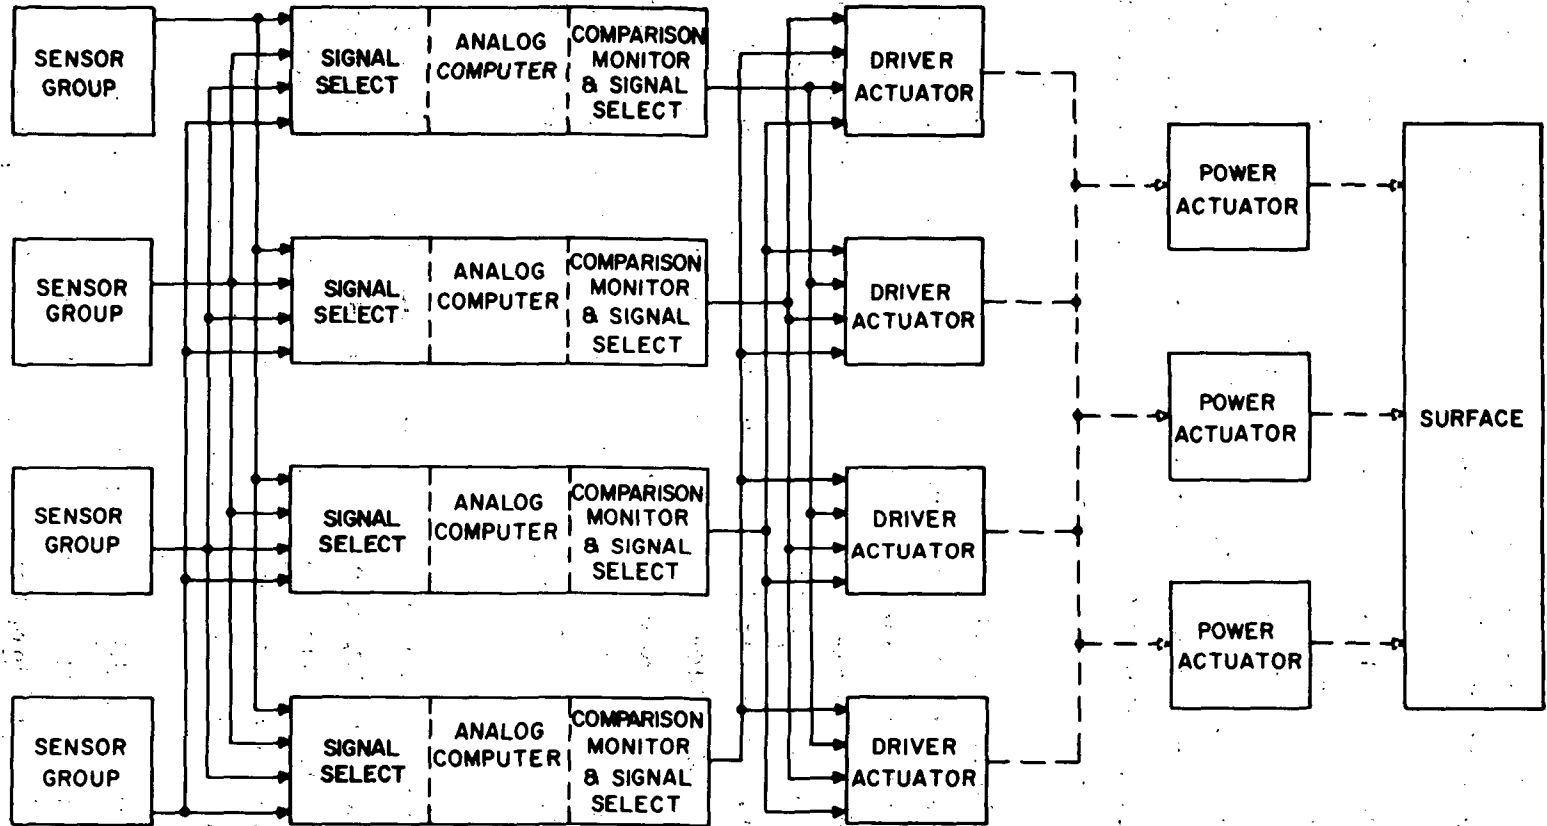 SENSOR
GROUP
SIGNAL
SELECT
ANALOG
COMPUTER
COMPARISON
MONITOR
& SIGNAL
SELECT
DRIVER
ACTUATOR
SENSOR
GROUP
SIGNAL
SELECT
ANALOG
COMPUTER
COMPARISON
MONITOR
& SIGNAL
SELECT
DRIVER
ACTUATOR
SENSOR
GROUP
SIGNAL
SELECT
ANALOG
COMPUTER
COMPARISON
MONITOR
& SIGNAL
SELECT
DRIVER
ACTUATOR
SENSOR
GROUP
SIGNAL
SELECT
ANALOG
COMPUTER
COMPARISON
MONITOR
& SIGNAL
SELECT
DRIVER
ACTUATOR
POWER
ACTUATOR
POWER
ACTUATOR
POWER
ACTUATOR
SURFACE